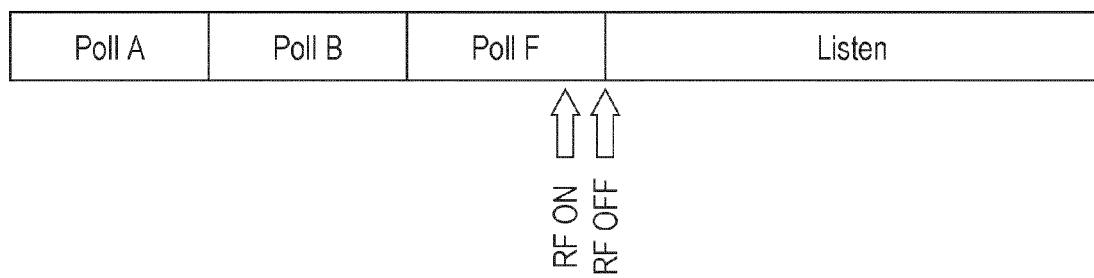 Poll A
Poll B
Poll F
Listen
RF ON
RF OFF